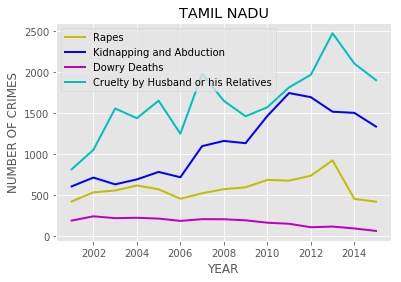 TAMIL NADU
Rapes
Kidnapping and Abduction
Dowry Deaths
Cruelty by Husband or his Relatives
NUMBER OF CRIMES
2500
2000
1500
1000
500
0
2002 2004 2006 2008 2010 2012 2014
YEAR